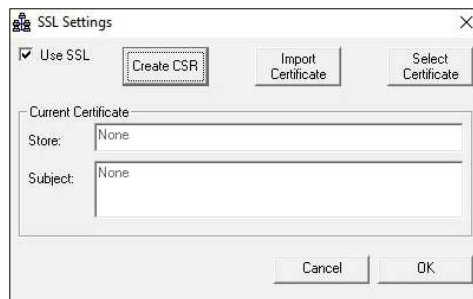 SSL Settings
Use SSL
Create CSR
Import
Certificate
Select
Certificate
Current Certificate
Store: None
Subject: None
Cancel OK